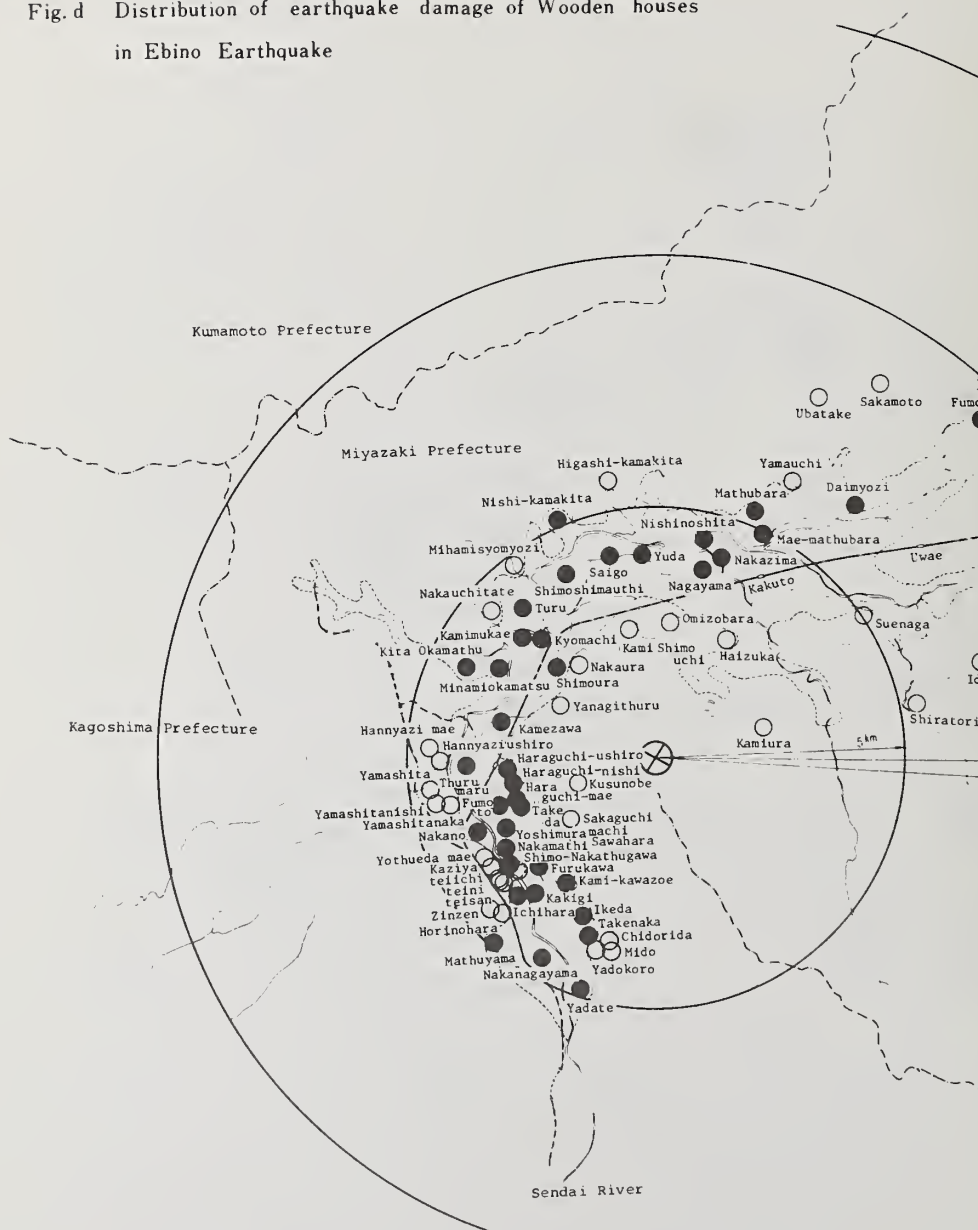 Fig. d Distribution of earthquake damage of Wooden houses
in Ebino Earthquake
Kumamoto Prefecture
Ubatake
Sakamoto
Miyazaki Prefecture
Higashi-kamakita
Yamauchi
Nishi-kamakita
Mathubara
Daimyozi
Nishinoshita
Mae-mathubara
Mihamisyomyozi
Saigo
Yuda
Nakazima
Uwae
Nakauchitate
Shimoshimauthi
Nagayama
Kakuto
Turu
Omizobara
Suenaga
Kamimukae
Kyomachi
Kami Shimo
uchi
Haizuka
Kita Okamathu
Nakaura
Minamiokamatsu
Shimoura
Yanagithuru
Shiratori
Kagoshima Prefecture
Hannyazi mae
Kamezawa
Kamiura
5 km
Hannyaziushiro
Haraguchi-ushiro
Yamashita
Haraguchi-nishi
Thuru
maru
Hara
guchi-mae
Kusunobe
Yamashitanishi
Fumo
to
Take
da
Sakaguchi
Yamashitanaka
Nakano
Yoshimuramachi
Nakamathi
Sawahara
Yothueda mae
Shimo-Nakathugawa
Kaziya
Furukawa
teiichi
Kami-kawazoe
teini
teisan
Kakigi
Zinzen
Ichihara
Ikeda
Horinohara
Takenaka
Chidorida
Mathuyama
Mido
Nakanagayama
Yadokoro
Yadate
Sendai River